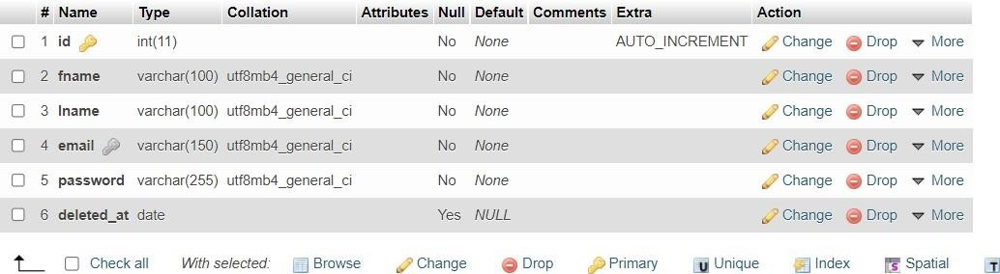 # Name Type Collation Attributes Null Default Comments Extra Action
1 id int(11) No None AUTO_INCREMENT Change Drop More
2 fname varchar(100) utf8mb4_general_ci No None Change Drop More
3 lname varchar(100) utf8mb4_general_ci No None Change Drop More
4 email varchar(150) utf8mb4_general_ci No None Change Drop More
5 password varchar(255) utf8mb4_general_ci No None Change Drop More
6 deleted_at date Yes NULL Change Drop More
Check all With selected: Browse Change Drop Primary U Unique Index S Spatial T